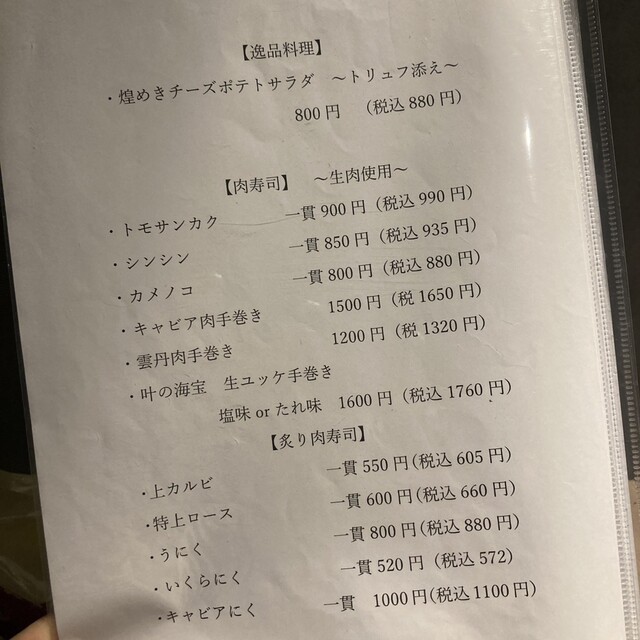 【逸品料理】
・煌めきチーズポテトサラダ ～トリュフ添え～
800円 （税込880円）
【肉寿司】 ～生肉使用～
・トモサンカク 一貫900円（税込990円）
・シンシン 一貫850円（税込935円）
・カメノコ 一貫800円（税込880円）
・キャビア肉手巻き 1500円（税1650円）
・雲丹肉手巻き 1200円（税1320円）
・叶の海宝 生ユッケ手巻き
塩味orたれ味 1600円（税込1760円）
【炙り肉寿司】
・上カルビ 一貫550円(税込605円)
・特上ロース 一貫600円(税込660円)
・うにく 一貫800円(税込880円)
・いくらにく 一貫520円（税込572）
・キャビアにく 一貫 1000円(税込1100円)